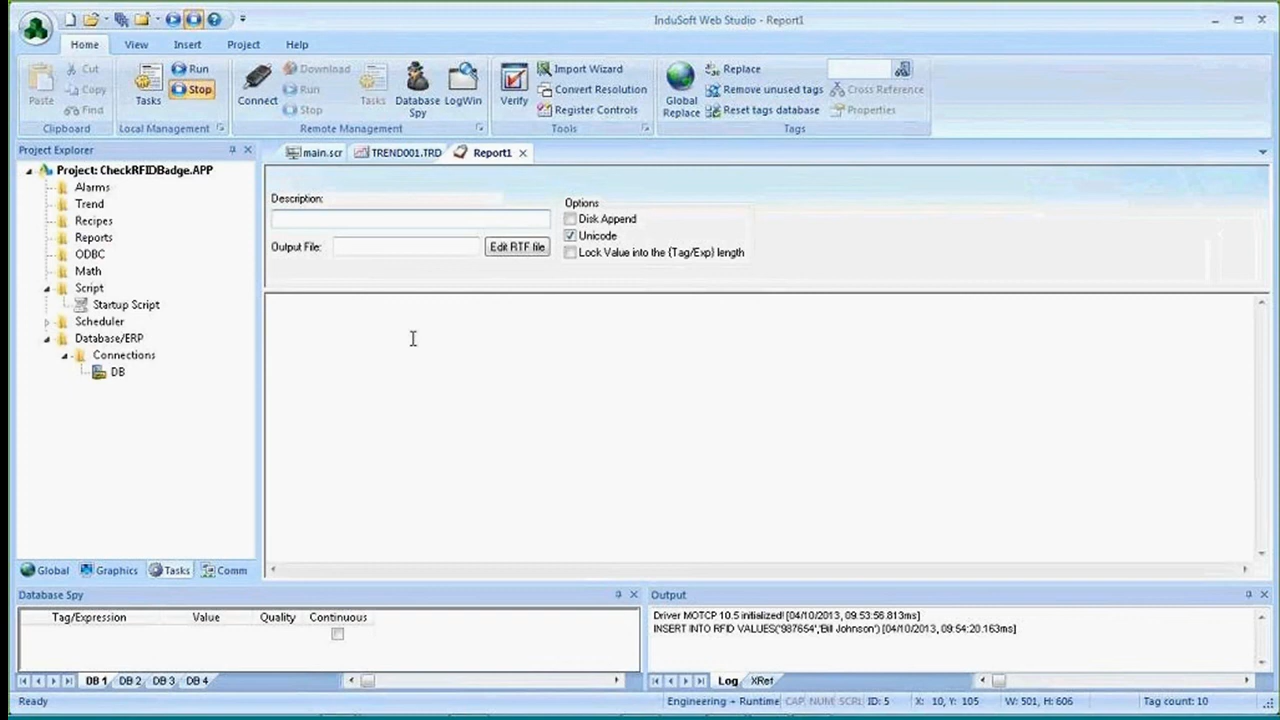 InduSoft Web Studio - Report1
Home View Insert Project Help
Paste
Cut
Copy
Find
Clipboard
Tasks
Run
Stop
Local Management
Connect
Download
Run
Stop
Tasks
Database Spy
LogWin
Remote Management
Verify
Import Wizard
Convert Resolution
Register Controls
Tools
Global Replace
Replace
Remove unused tags
Reset tags database
Cross Reference
Properties
Tags
Project Explorer
Project: CheckRFIDBadge.APP
Alarms
Trend
Recipes
Reports
ODBC
Math
Script
Startup Script
Scheduler
Database/ERP
Connections
DB
Global Graphics Tasks Comm
main.scr TREND001.TRD Report1
Description:
Output File:
Edit RTF file
Options
Disk Append
Unicode
Lock Value into the {Tag/Exp} length
Database Spy
Tag/Expression Value Quality Continuous
DB 1 DB 2 DB 3 DB 4
Output
Driver MOTCP 10.5 initialized! [04/10/2013, 09:53:56.813ms]
INSERT INTO RFID VALUES('987654','Bill Johnson') [04/10/2013, 09:54:20.163ms]
Log XRef
Ready
Engineering + Runtime CAP NUM SCRL ID: 5 X: 10, Y: 105 W: 501, H: 606 Tag count: 10